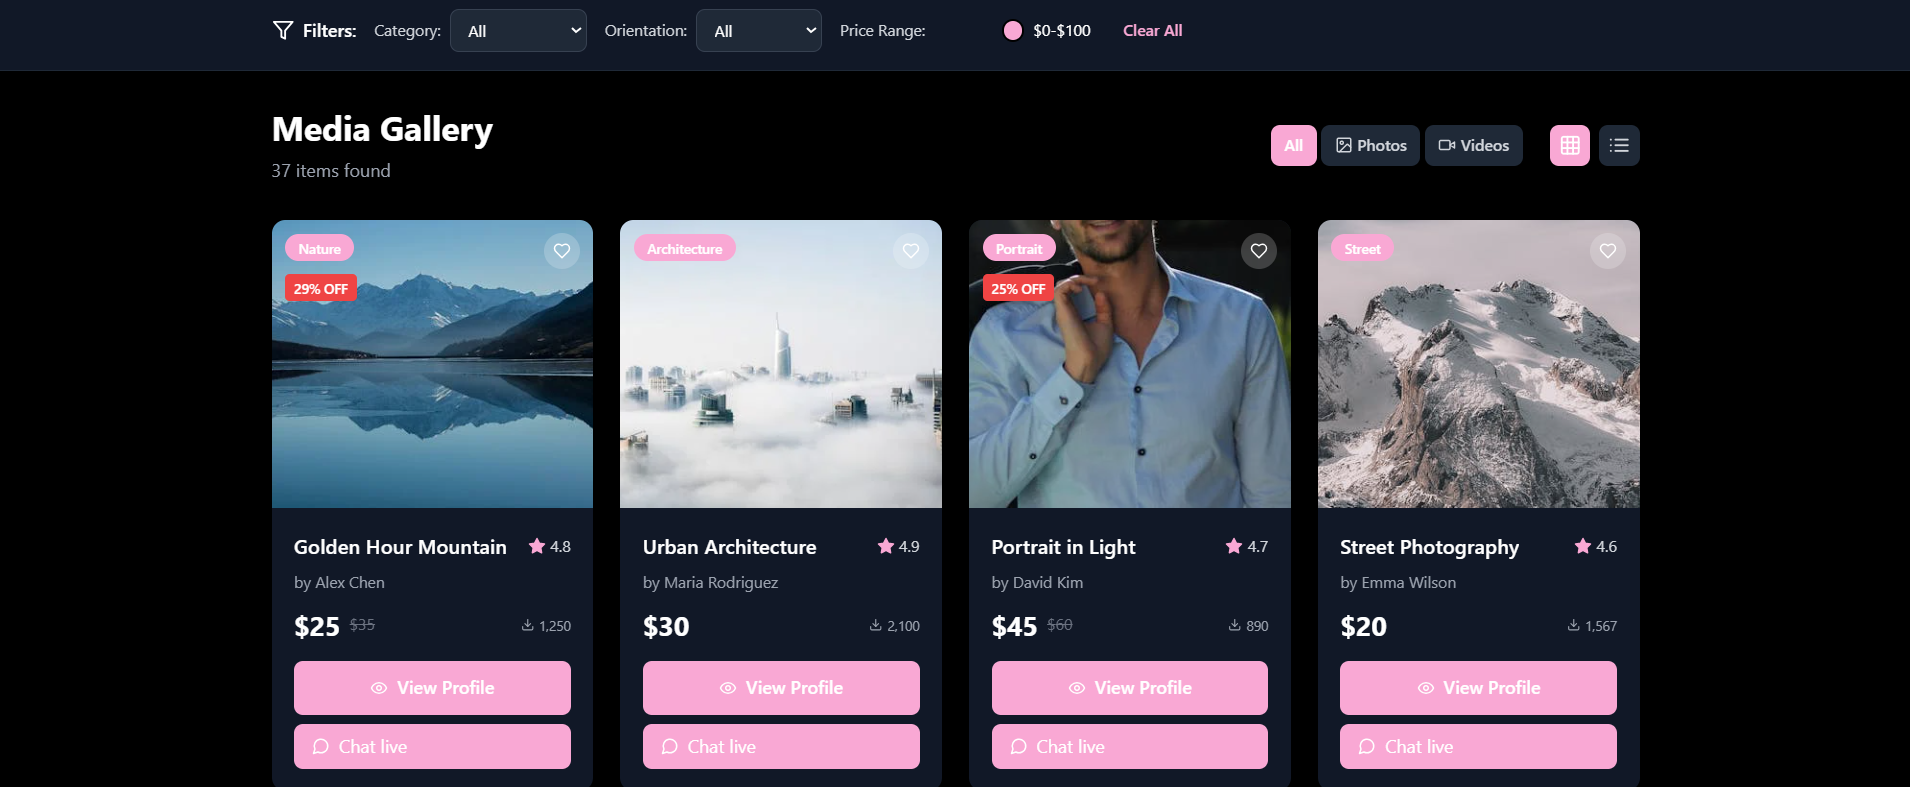 Filters: Category: All Orientation: All Price Range: $0-$100 Clear All
Media Gallery
37 items found
All Photos Videos
Nature
29% OFF
Architecture
Portrait
25% OFF
Street
Golden Hour Mountain 4.8
by Alex Chen
$25 $35 1,250
View Profile
Chat live
Urban Architecture 4.9
by Maria Rodriguez
$30 2,100
View Profile
Chat live
Portrait in Light 4.7
by David Kim
$45 $60 890
View Profile
Chat live
Street Photography 4.6
by Emma Wilson
$20 1,567
View Profile
Chat live